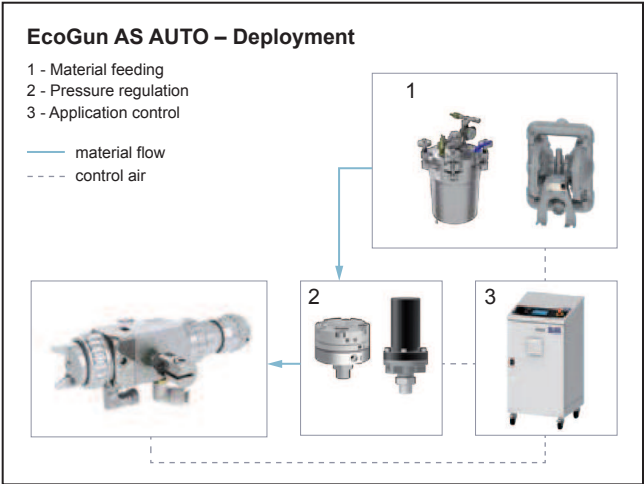 EcoGun AS AUTO – Deployment
1 - Material feeding
2 - Pressure regulation
3 - Application control
material flow
control air
1
2
3